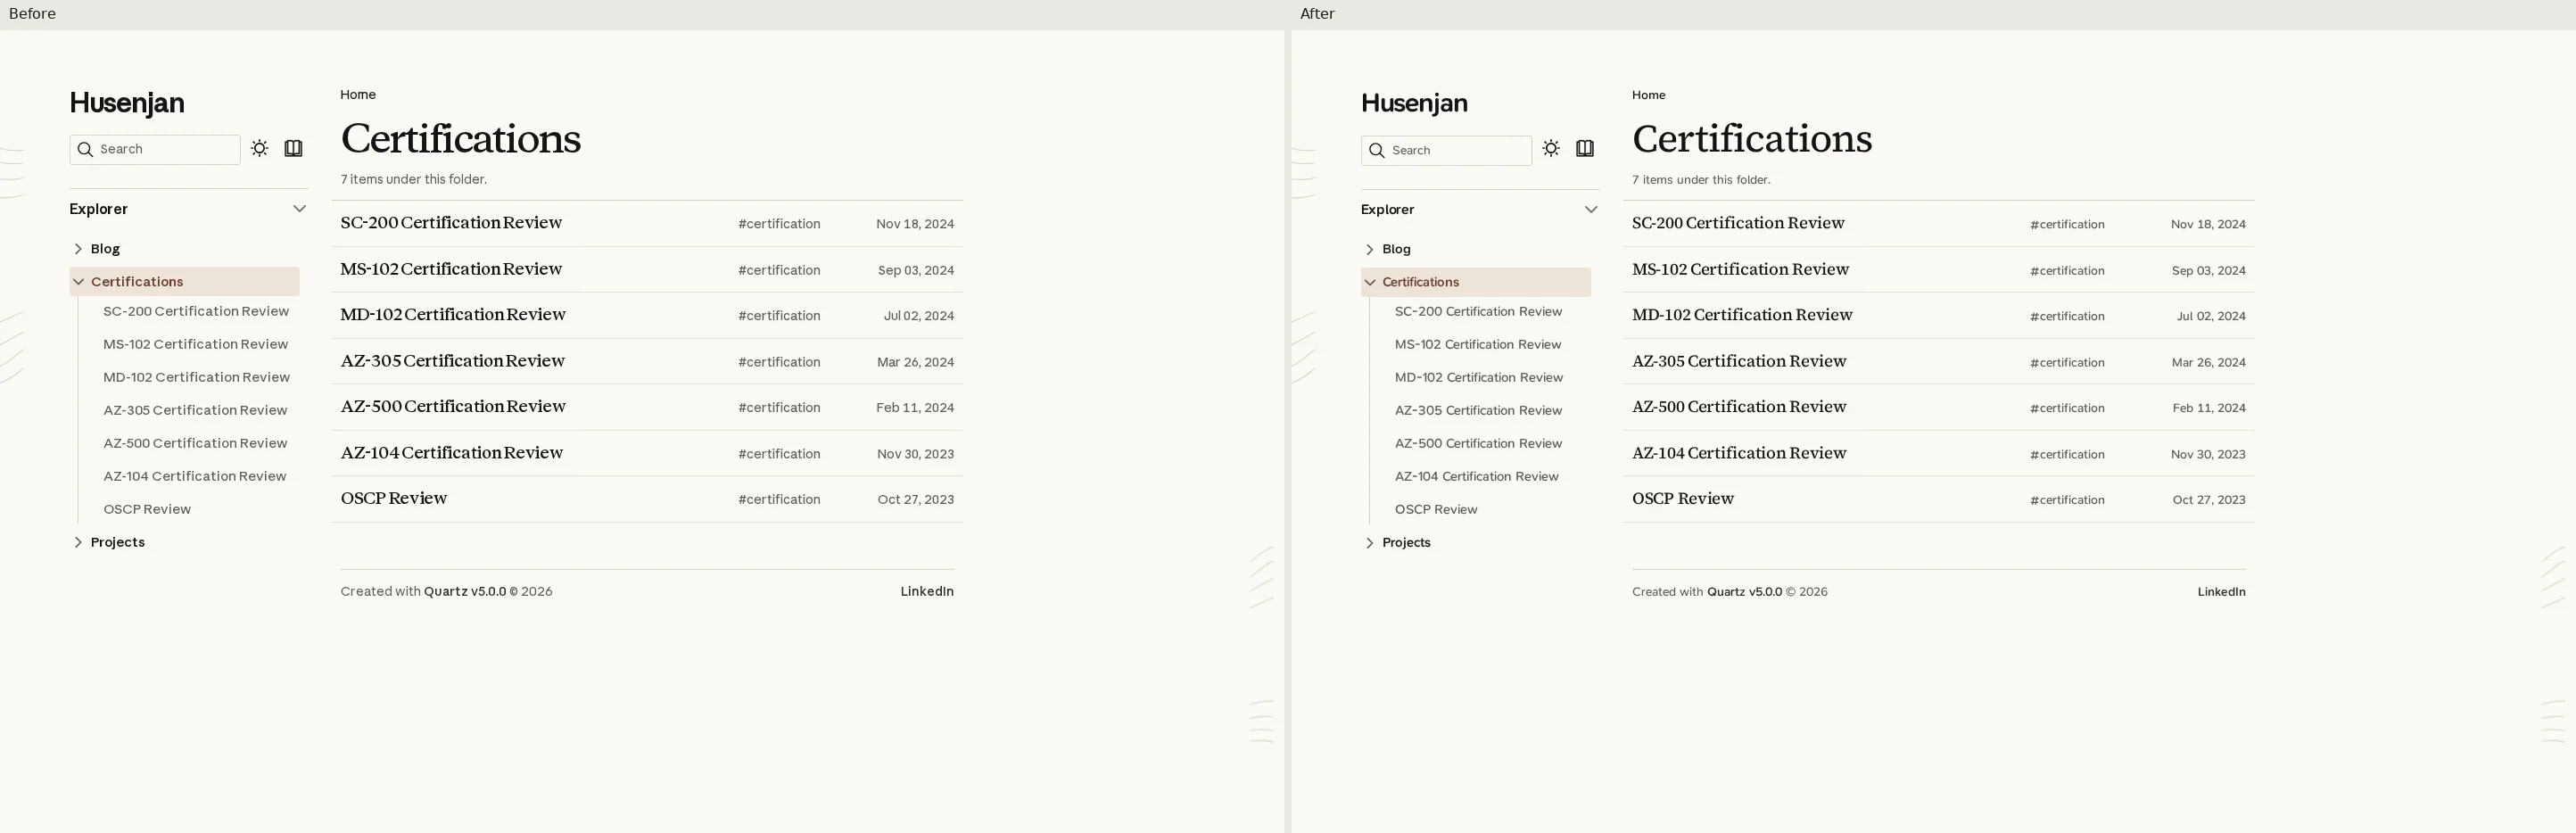 Before
Husenjan
Search
Explorer
Blog
Certifications
SC-200 Certification Review
MS-102 Certification Review
MD-102 Certification Review
AZ-305 Certification Review
AZ-500 Certification Review
AZ-104 Certification Review
OSCP Review
Projects
Home
Certifications
7 items under this folder.
SC-200 Certification Review #certification Nov 18, 2024
MS-102 Certification Review #certification Sep 03, 2024
MD-102 Certification Review #certification Jul 02, 2024
AZ-305 Certification Review #certification Mar 26, 2024
AZ-500 Certification Review #certification Feb 11, 2024
AZ-104 Certification Review #certification Nov 30, 2023
OSCP Review #certification Oct 27, 2023
Created with Quartz v5.0.0 © 2026 LinkedIn
After
Husenjan
Search
Explorer
Blog
Certifications
SC-200 Certification Review
MS-102 Certification Review
MD-102 Certification Review
AZ-305 Certification Review
AZ-500 Certification Review
AZ-104 Certification Review
OSCP Review
Projects
Home
Certifications
7 items under this folder.
SC-200 Certification Review #certification Nov 18, 2024
MS-102 Certification Review #certification Sep 03, 2024
MD-102 Certification Review #certification Jul 02, 2024
AZ-305 Certification Review #certification Mar 26, 2024
AZ-500 Certification Review #certification Feb 11, 2024
AZ-104 Certification Review #certification Nov 30, 2023
OSCP Review #certification Oct 27, 2023
Created with Quartz v5.0.0 © 2026 LinkedIn